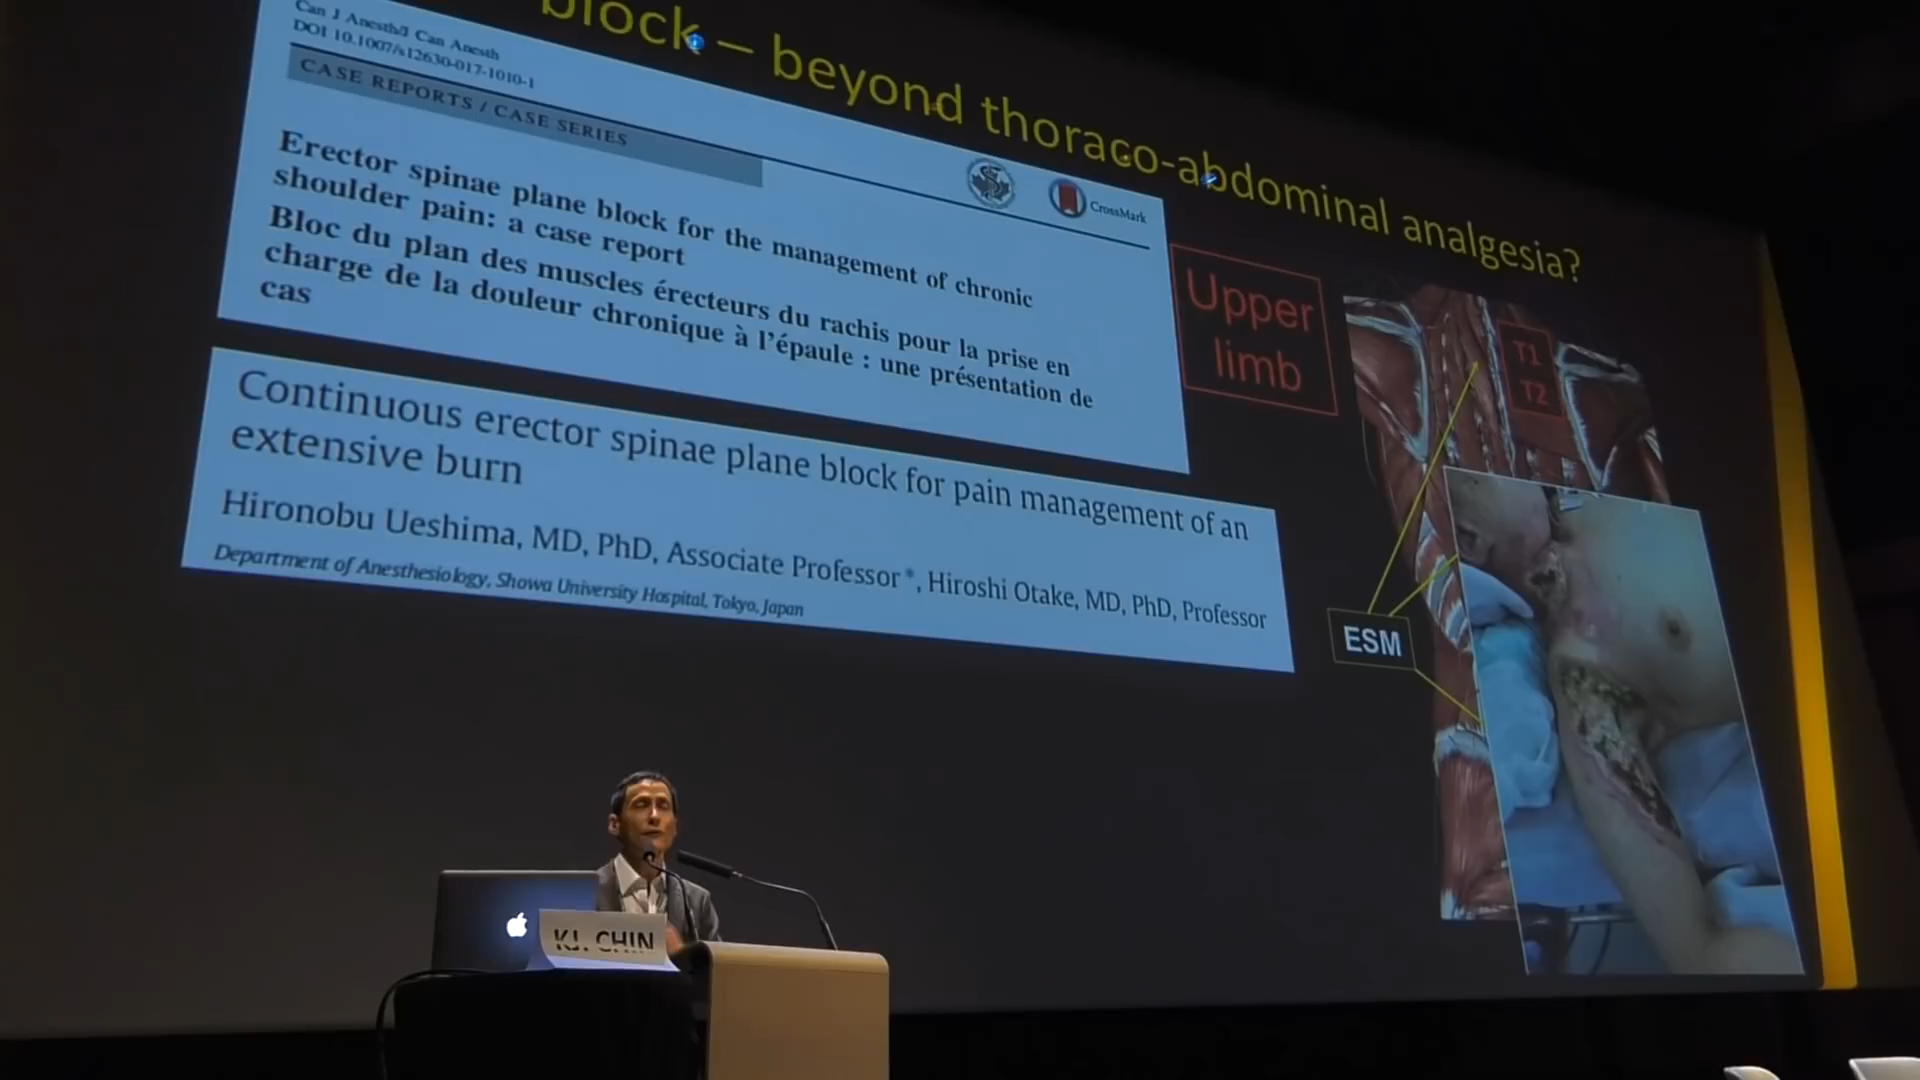 block – beyond thoraco-abdominal analgesia?
Can J Anesth/J Can Anesth
DOI 10.1007/s12630-017-1010-1
CASE REPORTS / CASE SERIES
CrossMark
Erector spinae plane block for the management of chronic
shoulder pain: a case report
Bloc du plan des muscles érecteurs du rachis pour la prise en
charge de la douleur chronique à l'épaule : une présentation de
cas
Upper
limb
T1
T2
Continuous erector spinae plane block for pain management of an
extensive burn
Hironobu Ueshima, MD, PhD, Associate Professor *, Hiroshi Otake, MD, PhD, Professor
Department of Anesthesiology, Showa University Hospital, Tokyo, Japan
ESM
KJ. CHIN